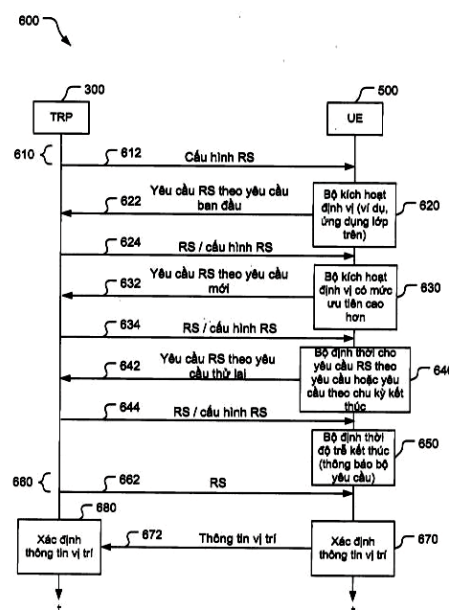 600
300
500
TRP
UE
610
612
Cấu hình RS
Yêu cầu RS theo yêu cầu
ban đầu
622
Bộ kích hoạt định
vị (ví dụ,
ứng dụng lớp
trên)
620
624
RS / cấu hình RS
Yêu cầu RS theo yêu cầu
mới
632
Bộ kích hoạt
định vị có mức
ưu tiên cao
hơn
630
634
RS / cấu hình RS
Yêu cầu RS theo yêu
cầu thử lại
642
Bộ định thời cho
yêu cầu RS theo
yêu cầu hoặc yêu
cầu theo chu kỳ kết
thúc
640
644
RS / cấu hình RS
Bộ định thời
độ trễ kết thúc
(thông báo bộ
yêu cầu)
650
660
662
RS
680
Xác định
thông tin vị trí
672
Thông tin vị trí
Xác định
thông tin vị trí
670
t
t